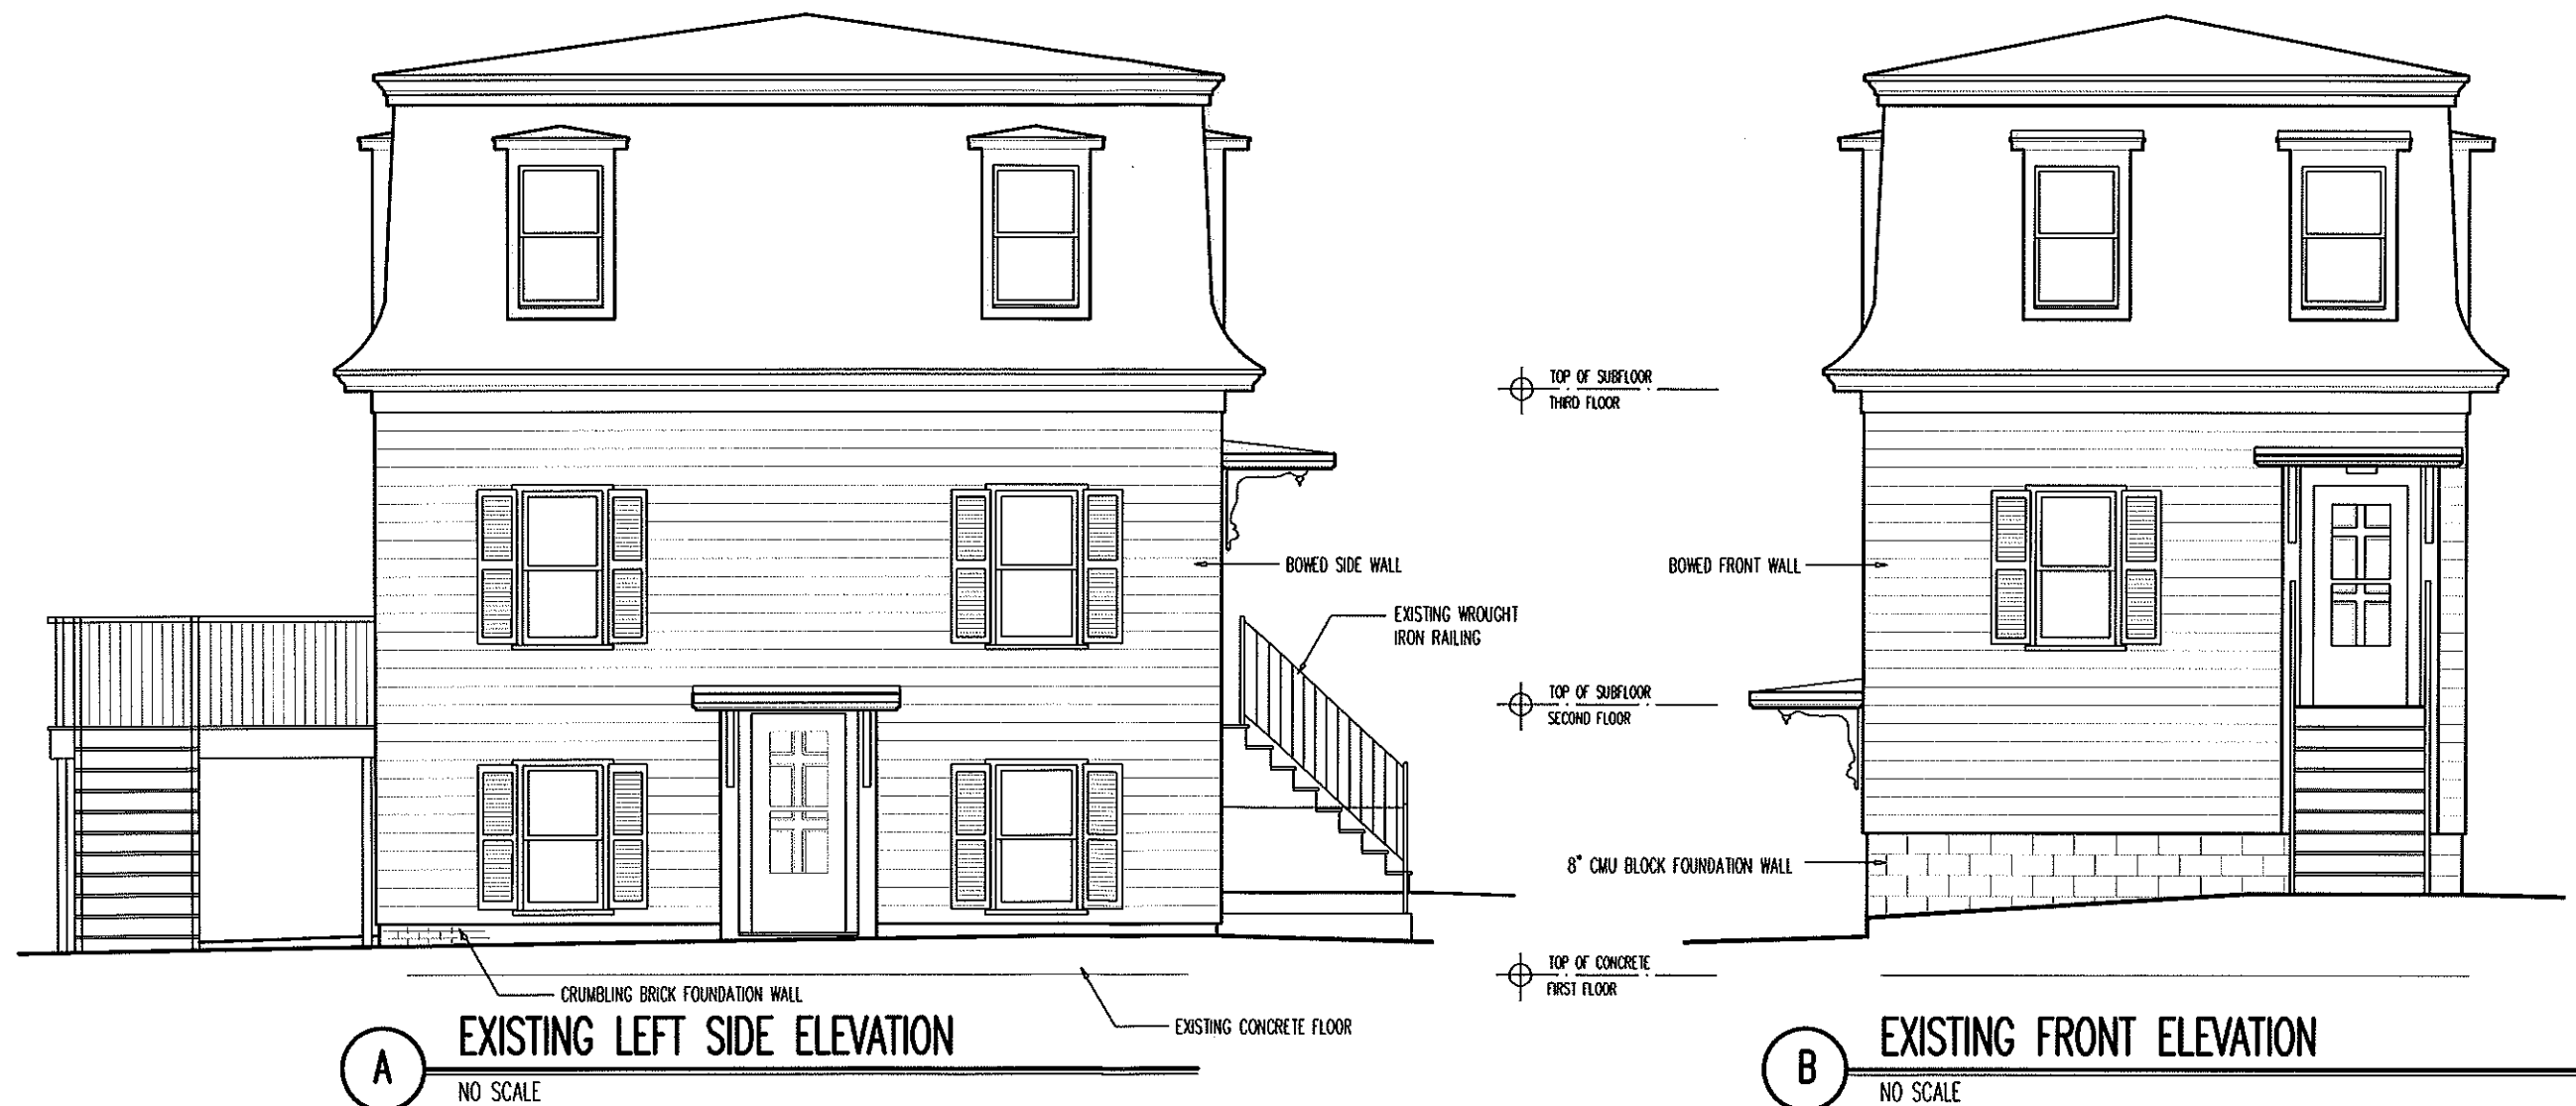 TOP OF SUBFLOOR
THIRD FLOOR
BOWED SIDE WALL
BOWED FRONT WALL
EXISTING WROUGHT
IRON RAILING
TOP OF SUBFLOOR
SECOND FLOOR
8" CMU BLOCK FOUNDATION WALL
TOP OF CONCRETE
FIRST FLOOR
CRUMBLING BRICK FOUNDATION WALL
EXISTING CONCRETE FLOOR
A
EXISTING LEFT SIDE ELEVATION
NO SCALE
B
EXISTING FRONT ELEVATION
NO SCALE